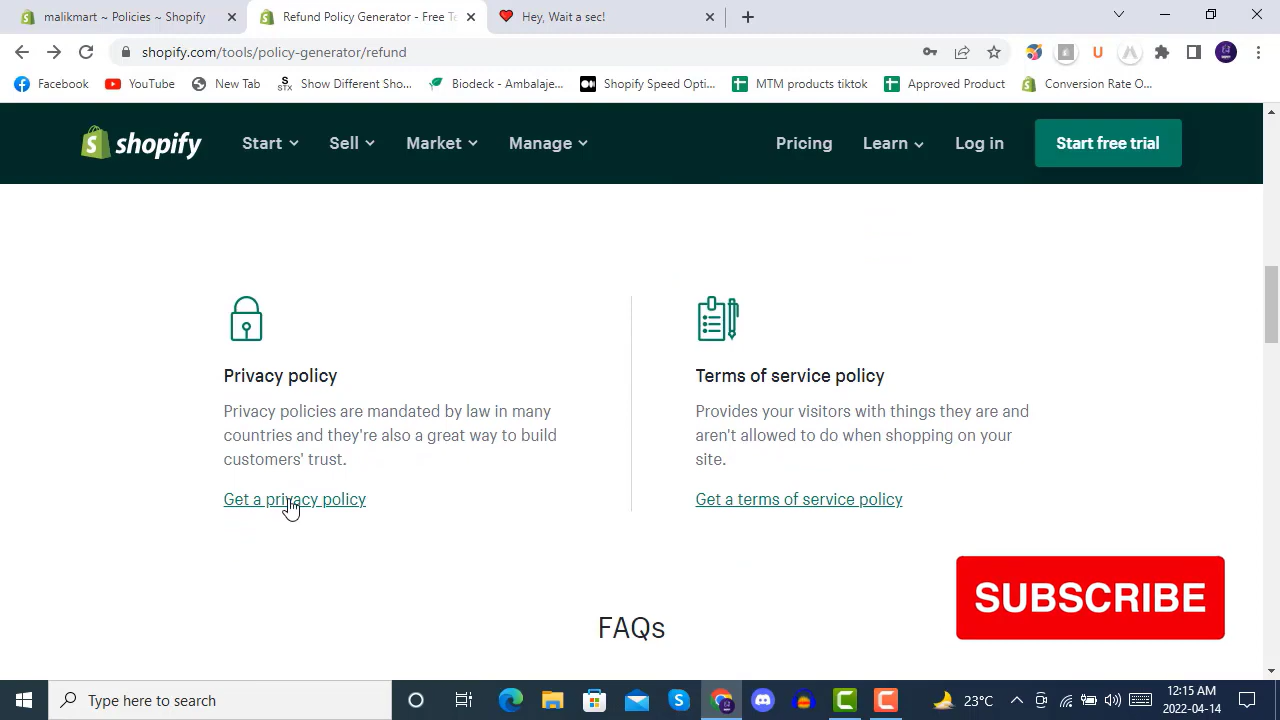 malikmart ~ Policies ~ Shopify
Refund Policy Generator - Free Te
Hey, Wait a sec!
shopify.com/tools/policy-generator/refund
Facebook
YouTube
New Tab
STX
Show Different Sho...
Biodeck - Ambalaje...
Shopify Speed Opti...
MTM products tiktok
Approved Product
Conversion Rate O...
shopify
Start
Sell
Market
Manage
Pricing
Learn
Log in
Start free trial
Privacy policy
Privacy policies are mandated by law in many
countries and they're also a great way to build
customers' trust.
Get a privacy policy
Terms of service policy
Provides your visitors with things they are and
aren't allowed to do when shopping on your
site.
Get a terms of service policy
SUBSCRIBE
FAQs
Type here to search
23°C
12:15 AM
2022-04-14